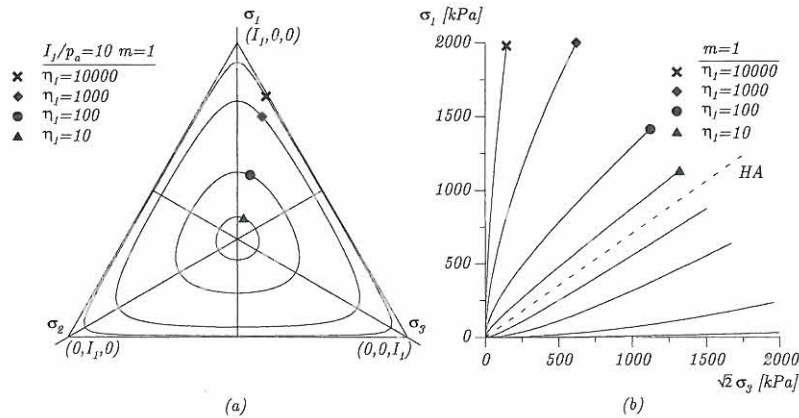 σ₁
(I₁,0,0)
I₁/pₐ=10 m=1
η₁=10000
η₁=1000
η₁=100
η₁=10
σ₂
(0,I₁,0)
σ₃
(0,0,I₁)
(a)
σ₁ [kPa]
2000
1500
1000
500
0
m=1
η₁=10000
η₁=1000
η₁=100
η₁=10
HA
0 500 1000 1500 2000
√2 σ₃ [kPa]
(b)